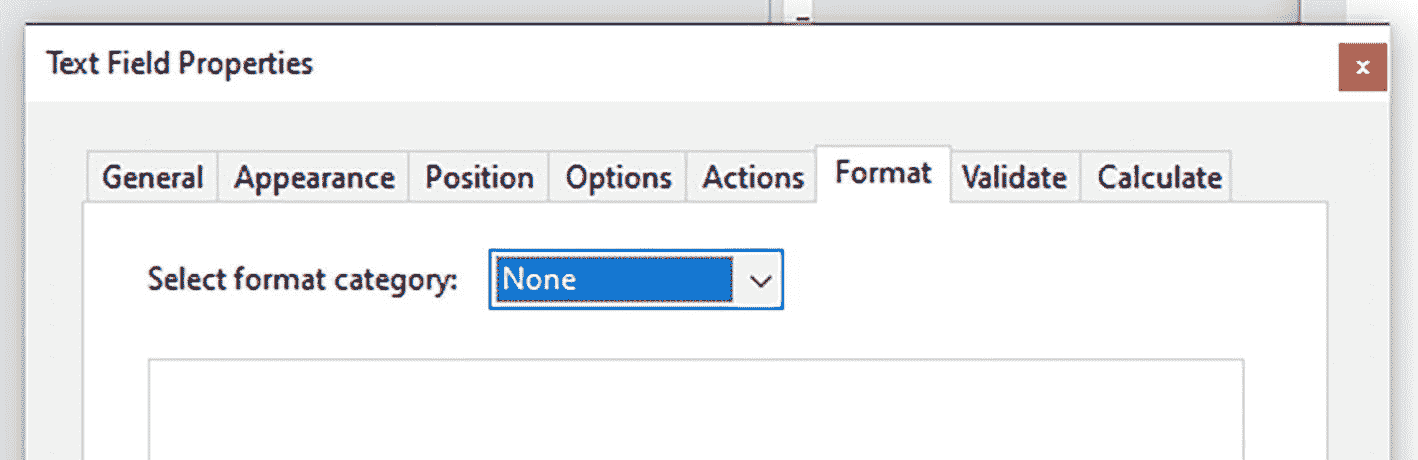 Text Field Properties
x
General Appearance Position Options Actions Format Validate Calculate
Select format category: None